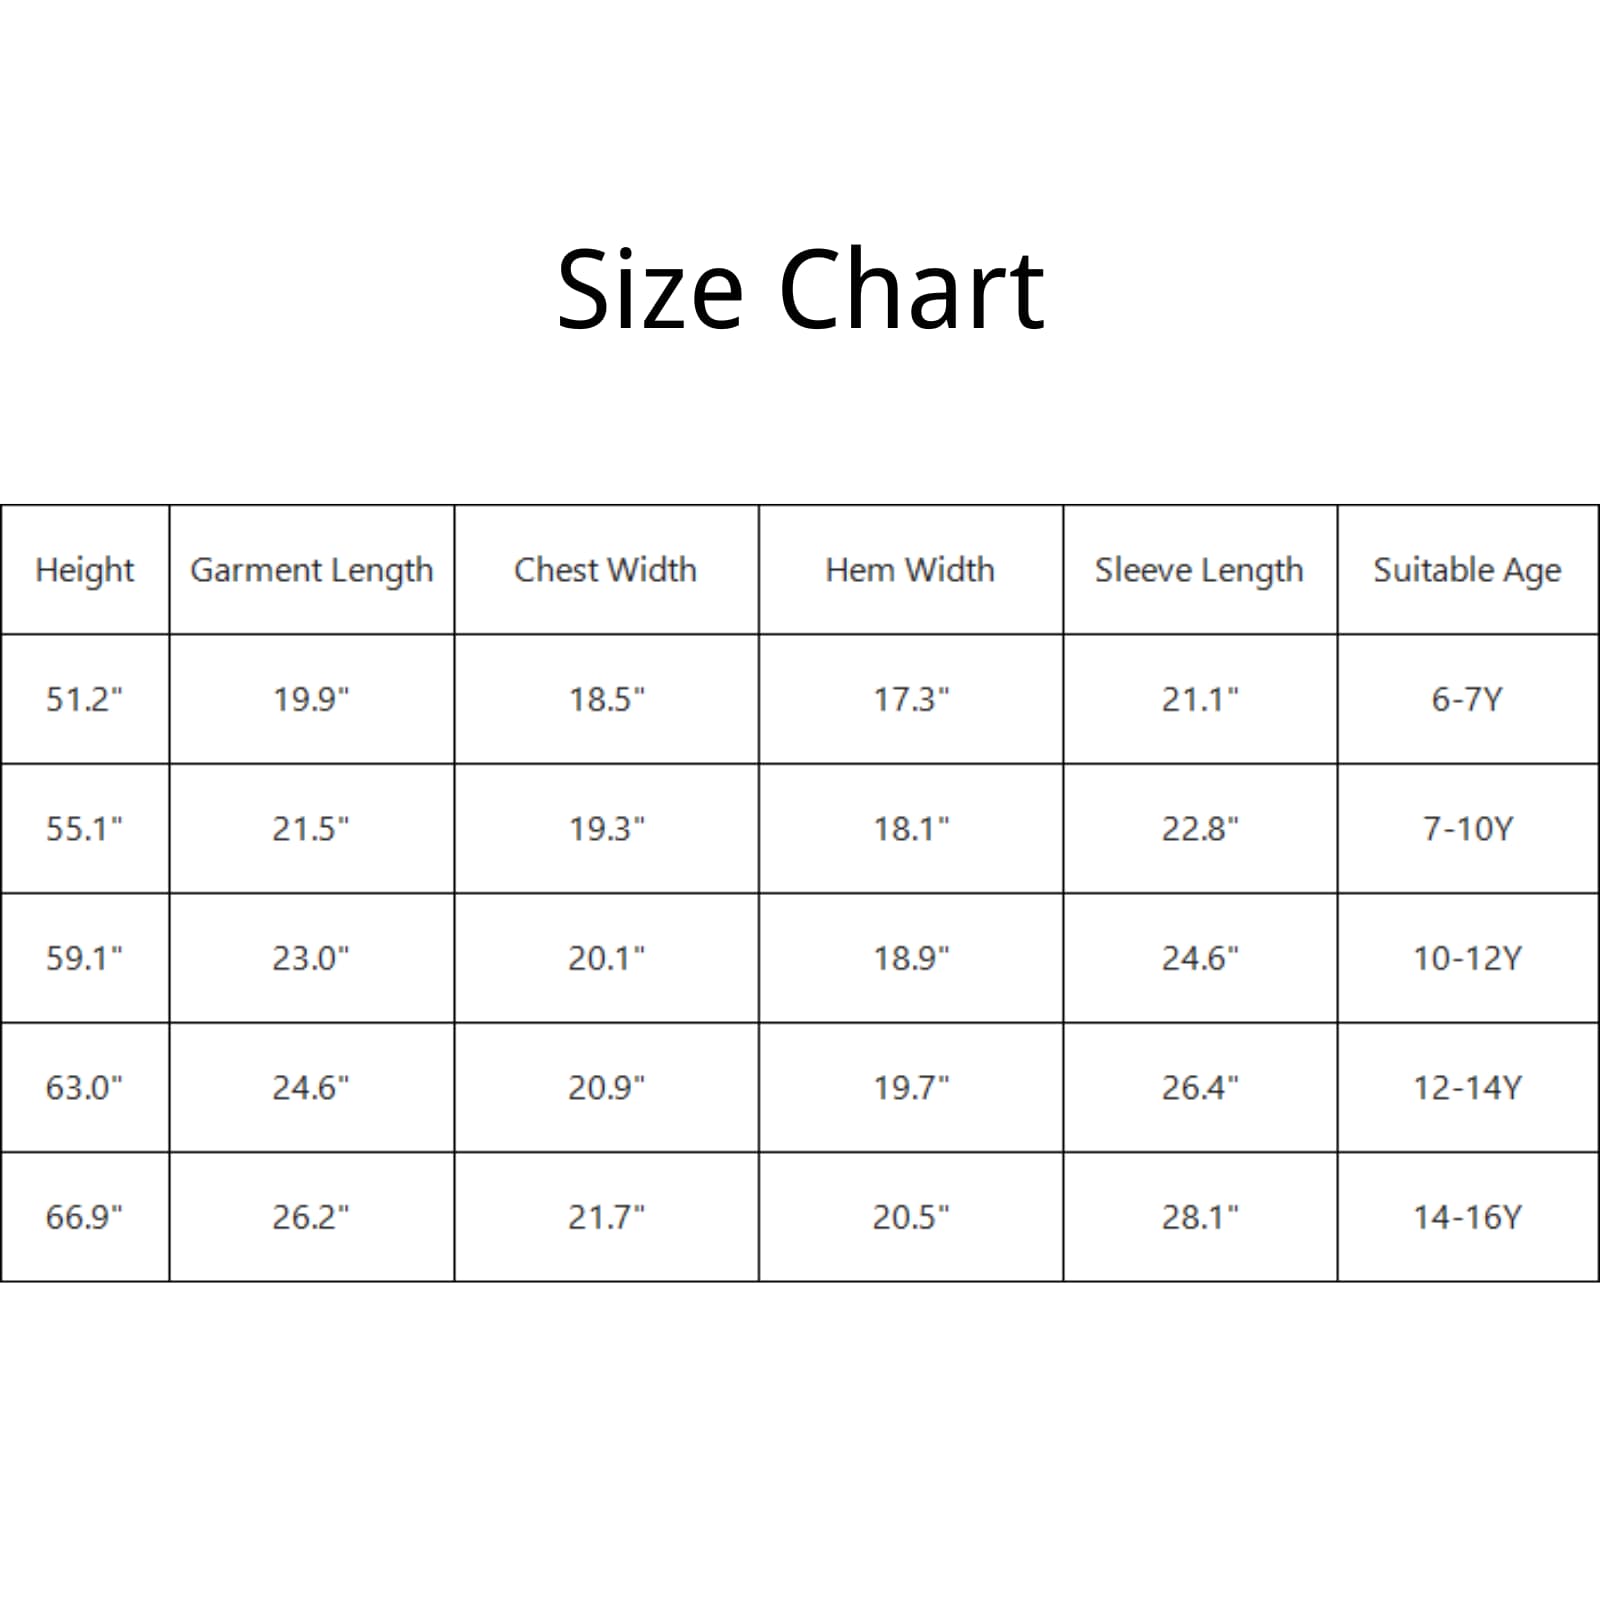 Size Chart
Height Garment Length Chest Width Hem Width Sleeve Length Suitable Age
51.2" 19.9" 18.5" 17.3" 21.1" 6-7Y
55.1" 21.5" 19.3" 18.1" 22.8" 7-10Y
59.1" 23.0" 20.1" 18.9" 24.6" 10-12Y
63.0" 24.6" 20.9" 19.7" 26.4" 12-14Y
66.9" 26.2" 21.7" 20.5" 28.1" 14-16Y